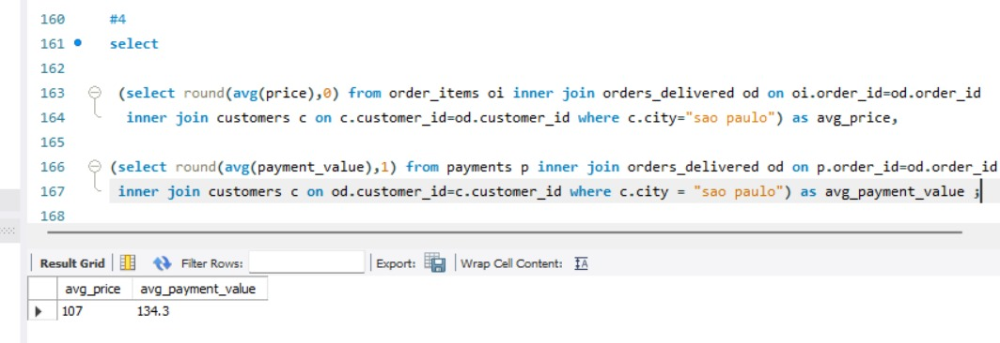 160 #4
161 select
162
163 (select round(avg(price),0) from order_items oi inner join orders_delivered od on oi.order_id=od.order_id
164 inner join customers c on c.customer_id=od.customer_id where c.city="sao paulo") as avg_price,
165
166 (select round(avg(payment_value),1) from payments p inner join orders_delivered od on p.order_id=od.order_id
167 inner join customers c on od.customer_id=c.customer_id where c.city = "sao paulo") as avg_payment_value ;
168
Result Grid Filter Rows: Export: Wrap Cell Content:
avg_price avg_payment_value
107 134.3